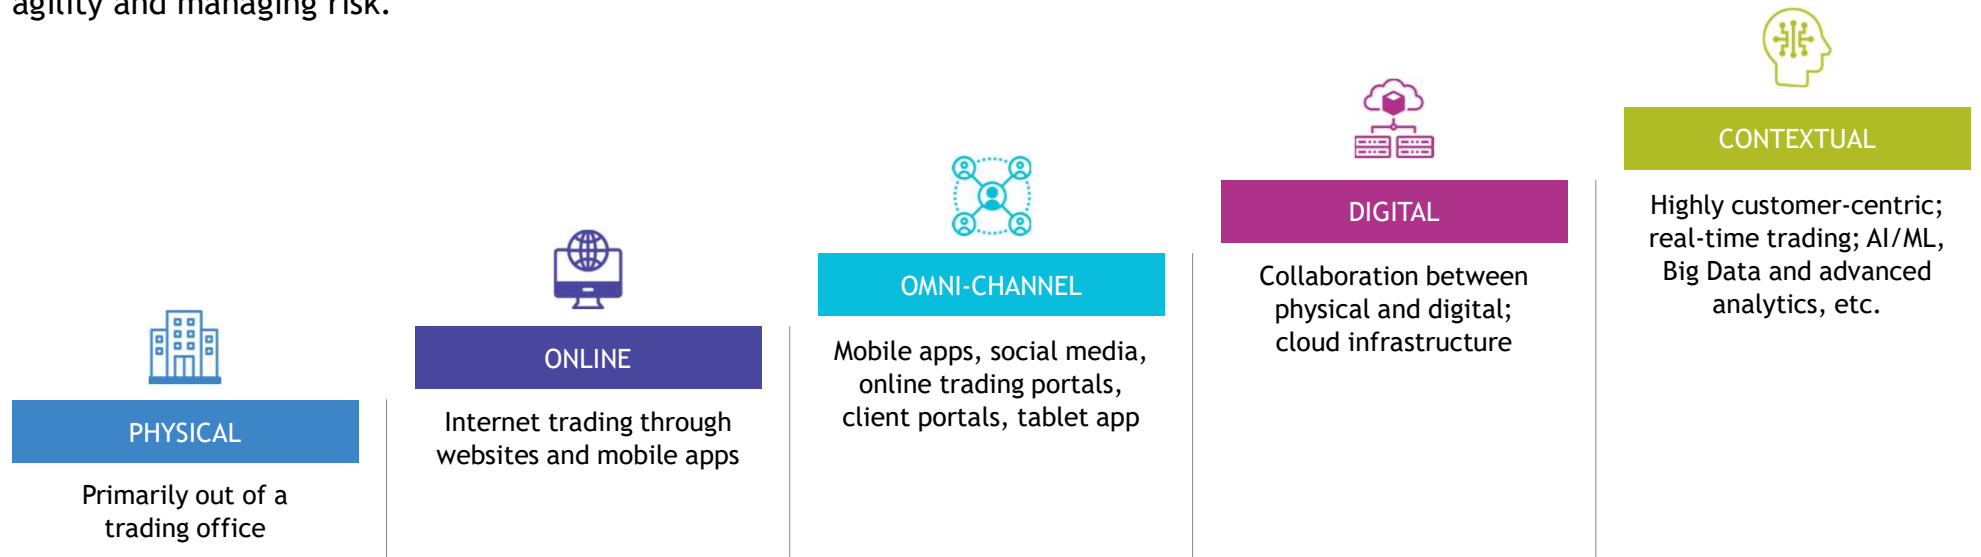 agility and managing risk.
PHYSICAL
Primarily out of a
trading office
ONLINE
Internet trading through
websites and mobile apps
OMNI-CHANNEL
Mobile apps, social media,
online trading portals,
client portals, tablet app
DIGITAL
Collaboration between
physical and digital;
cloud infrastructure
CONTEXTUAL
Highly customer-centric;
real-time trading; AI/ML,
Big Data and advanced
analytics, etc.